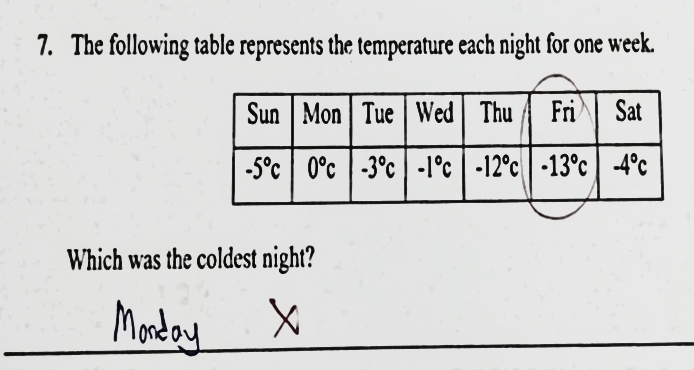 7. The following table represents the temperature each night for one week.
Sun Mon Tue Wed Thu Fri Sat
-5°c 0°c -3°c -1°c -12°c -13°c -4°c
Which was the coldest night?
Monday X